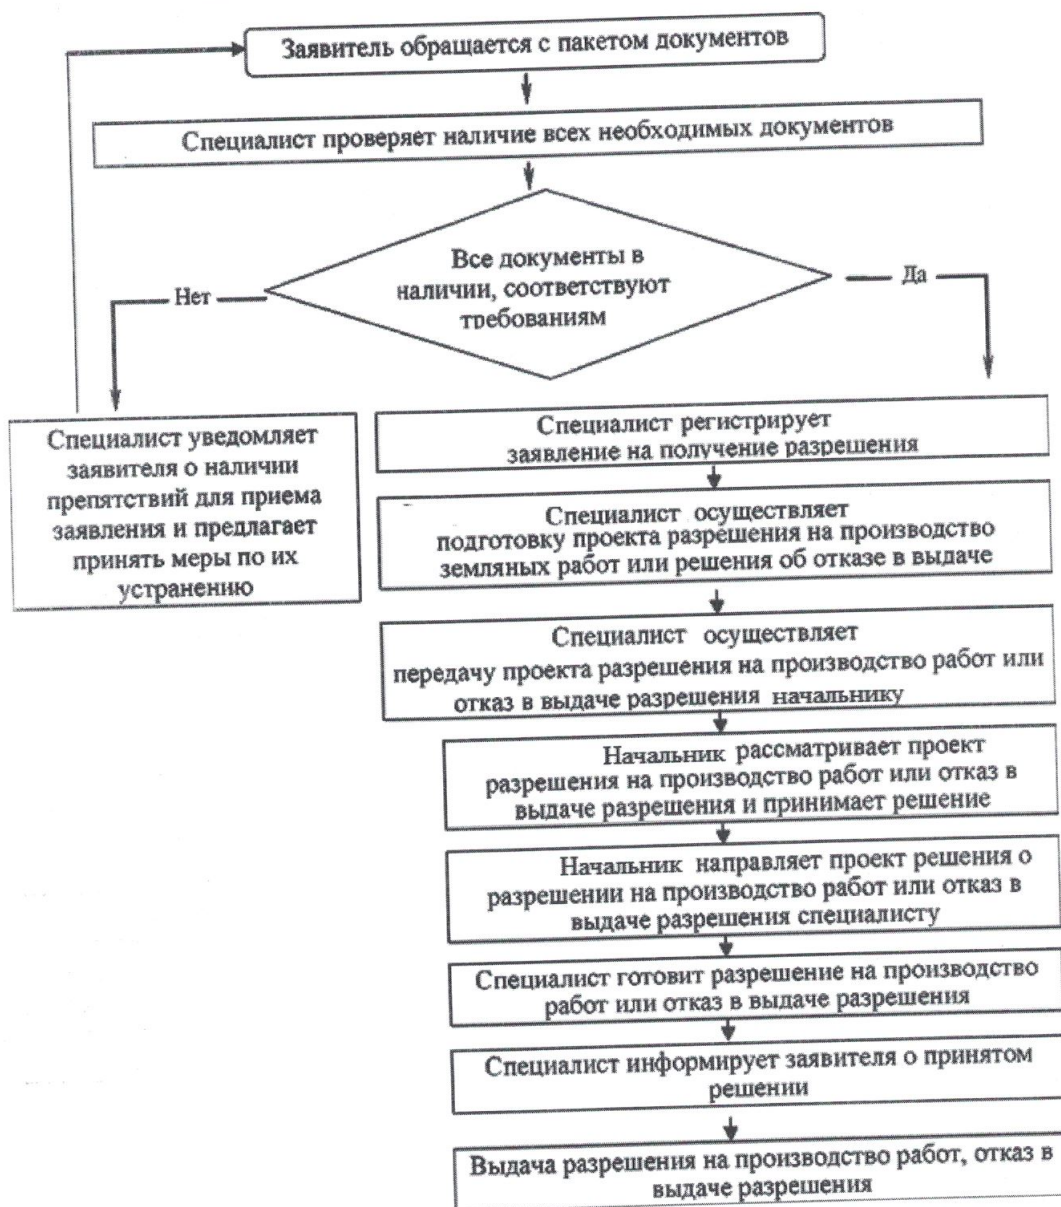 Заявитель обращается с пакетом документов
Специалист проверяет наличие всех необходимых документов
Все документы в
наличии, соответствуют
требованиям
Нет
Да
Специалист уведомляет
заявителя о наличии
препятствий для приема
заявления и предлагает
принять меры по их
устранению
Специалист регистрирует
заявление на получение разрешения
Специалист осуществляет
подготовку проекта разрешения на производство
земляных работ или решения об отказе в выдаче
Специалист осуществляет
передачу проекта разрешения на производство работ или
отказ в выдаче разрешения начальнику
Начальник рассматривает проект
разрешения на производство работ или отказ в
выдаче разрешения и принимает решение
Начальник направляет проект решения о
разрешении на производство работ или отказ в
выдаче разрешения специалисту
Специалист готовит разрешение на производство
работ или отказ в выдаче разрешения
Специалист информирует заявителя о принятом
решении
Выдача разрешения на производство работ, отказ в
выдаче разрешения